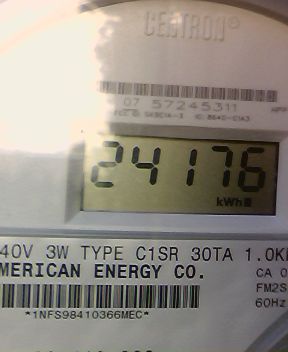 CENTRON®
07 57245311
24176
kWh
40V 3W TYPE C1SR 30TA 1.0K
MERICAN ENERGY CO.
CA 0
FM2S
60Hz
*1NFS98410366MEC*